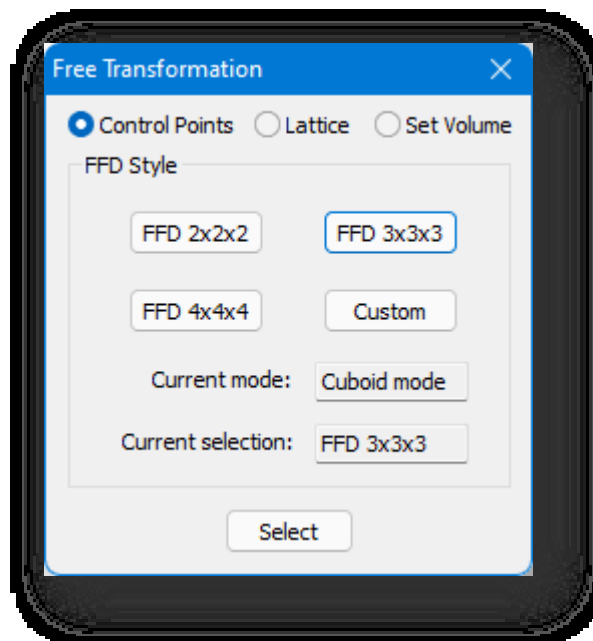 Free Transformation
Control Points Lattice Set Volume
FFD Style
FFD 2x2x2 FFD 3x3x3
FFD 4x4x4 Custom
Current mode: Cuboid mode
Current selection: FFD 3x3x3
Select